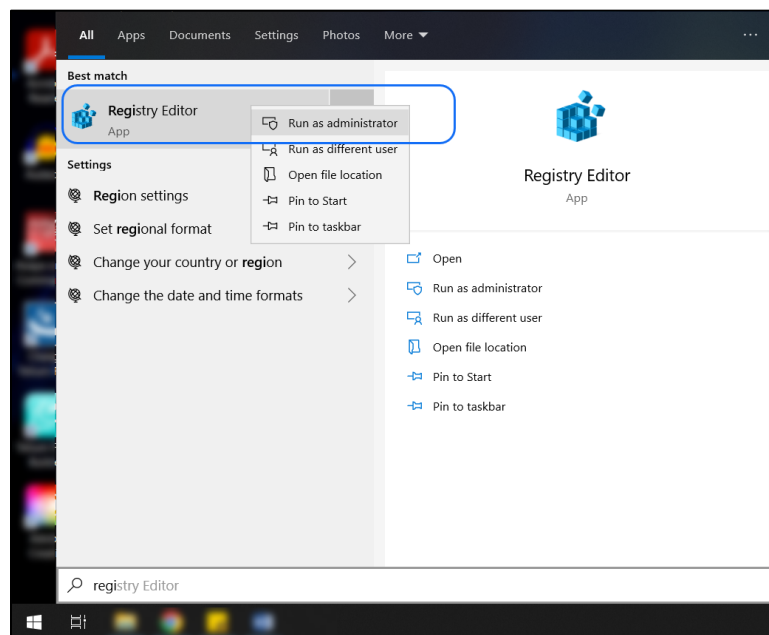 All Apps Documents Settings Photos More
Best match
Registry Editor
App
Run as administrator
Run as different user
Open file location
Pin to Start
Pin to taskbar
Settings
Region settings
Set regional format
Change your country or region
Change the date and time formats
Registry Editor
App
Open
Run as administrator
Run as different user
Open file location
Pin to Start
Pin to taskbar
registry Editor